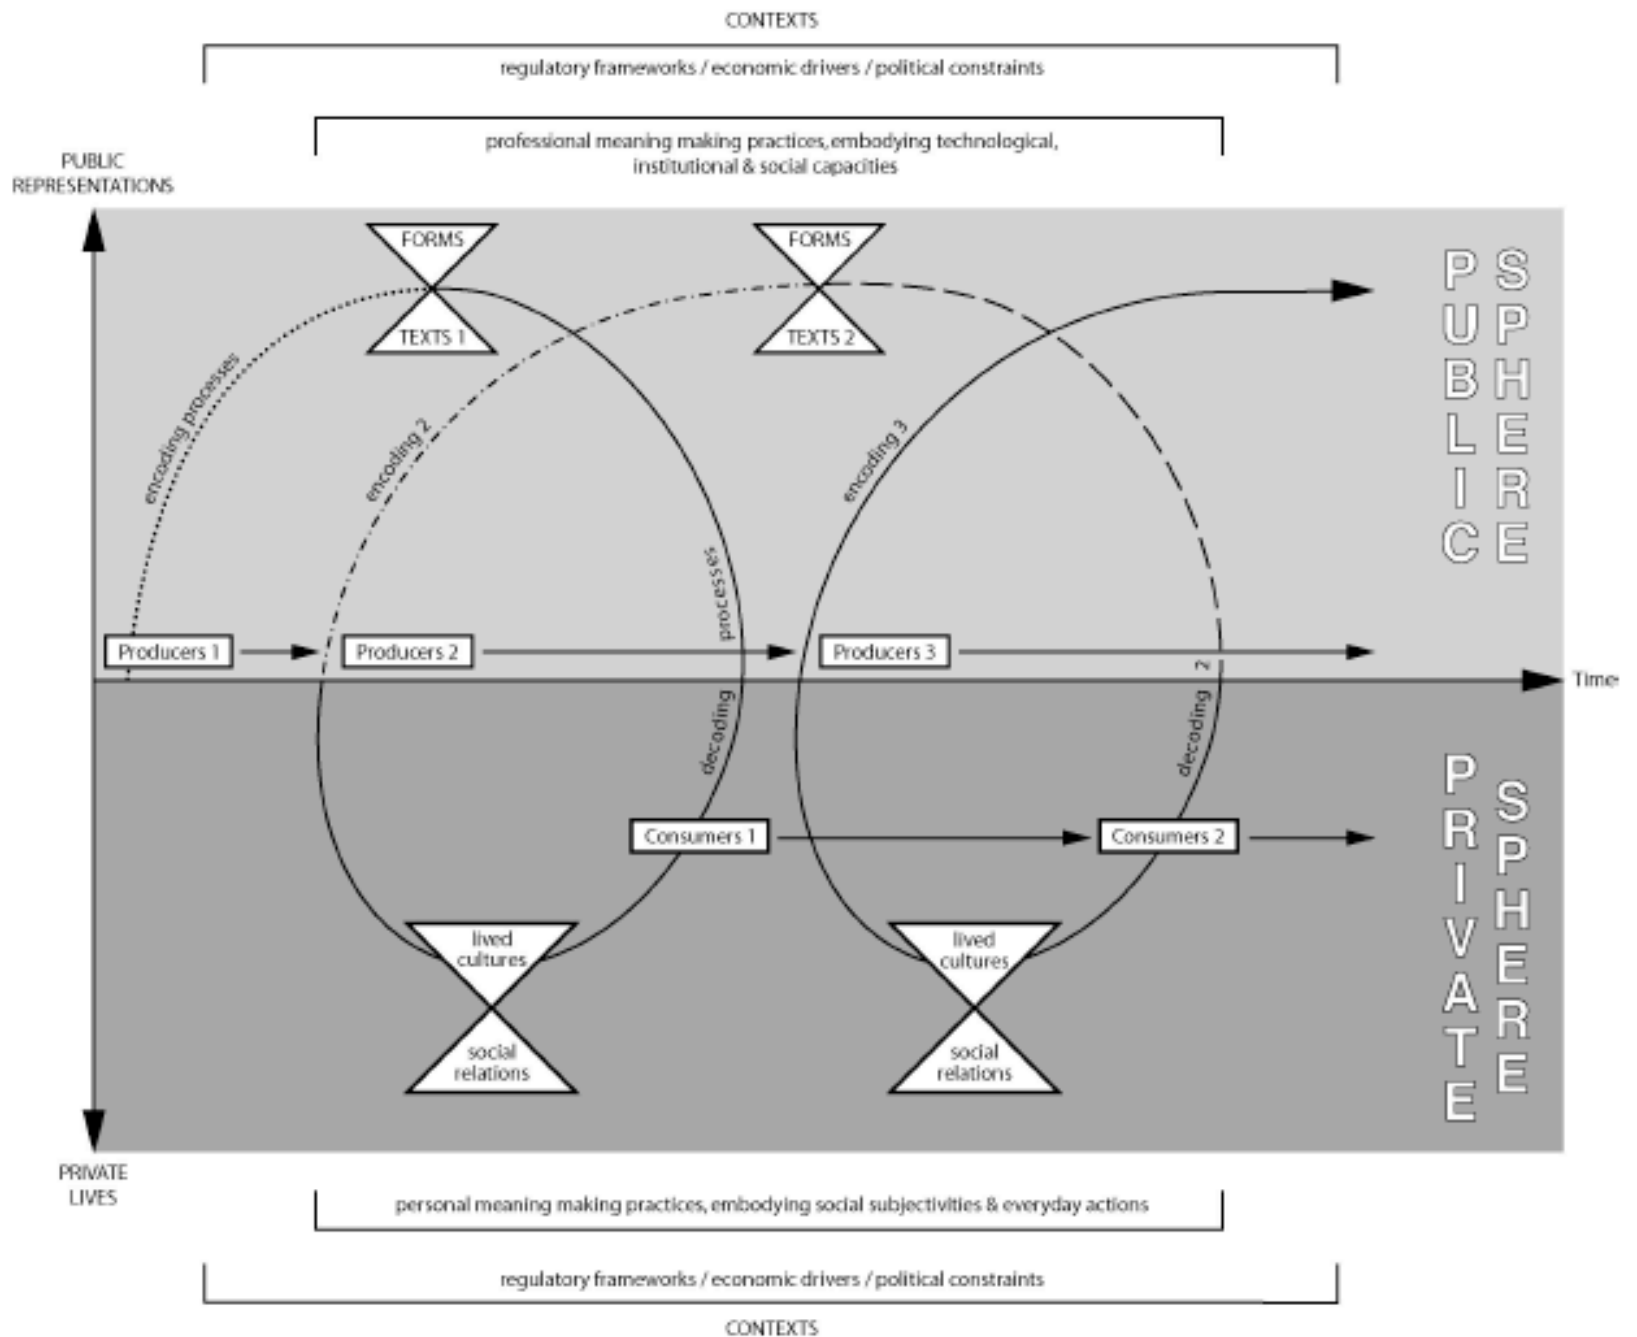 CONTEXTS
regulatory frameworks / economic drivers / political constraints
professional meaning making practices, embodying technological,
institutional & social capacities
PUBLIC
REPRESENTATIONS
FORMS
TEXTS 1
FORMS
TEXTS 2
PUBLIC
SPHERE
encoding processes
encoding 2
encoding 3
processes
Producers 1
Producers 2
Producers 3
2
Time
decoding
decoding
Consumers 1
Consumers 2
PRIVATE
SPHERE
lived
cultures
social
relations
lived
cultures
social
relations
PRIVATE
LIVES
personal meaning making practices, embodying social subjectivities & everyday actions
regulatory frameworks / economic drivers / political constraints
CONTEXTS